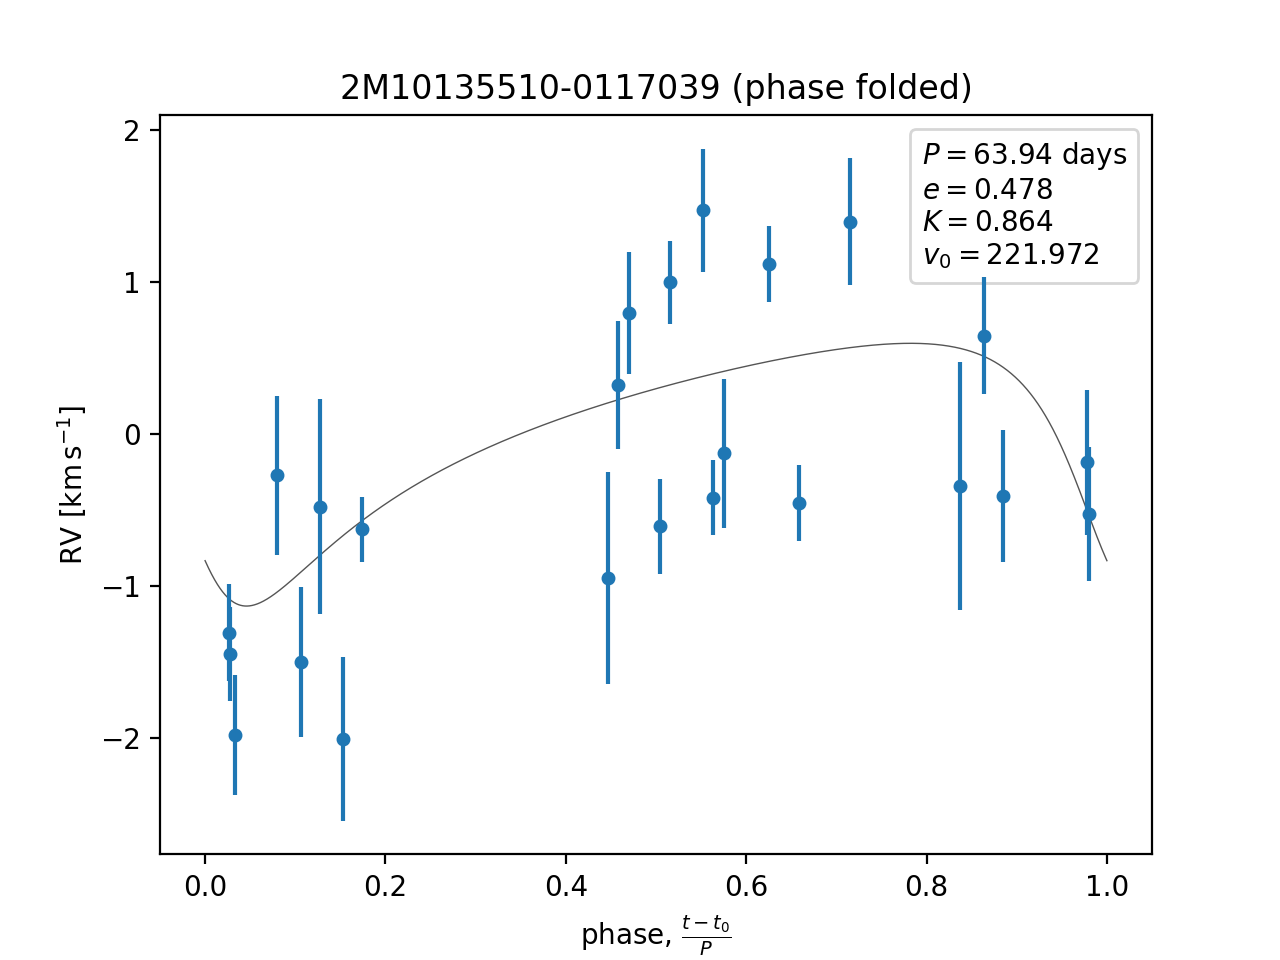 2M10135510-0117039 (phase folded)
P = 63.94 days
e = 0.478
K = 0.864
v₀ = 221.972
2
1
0
−1
−2
RV [km s⁻¹]
0.0 0.2 0.4 0.6 0.8 1.0
phase, (t − t₀)/P